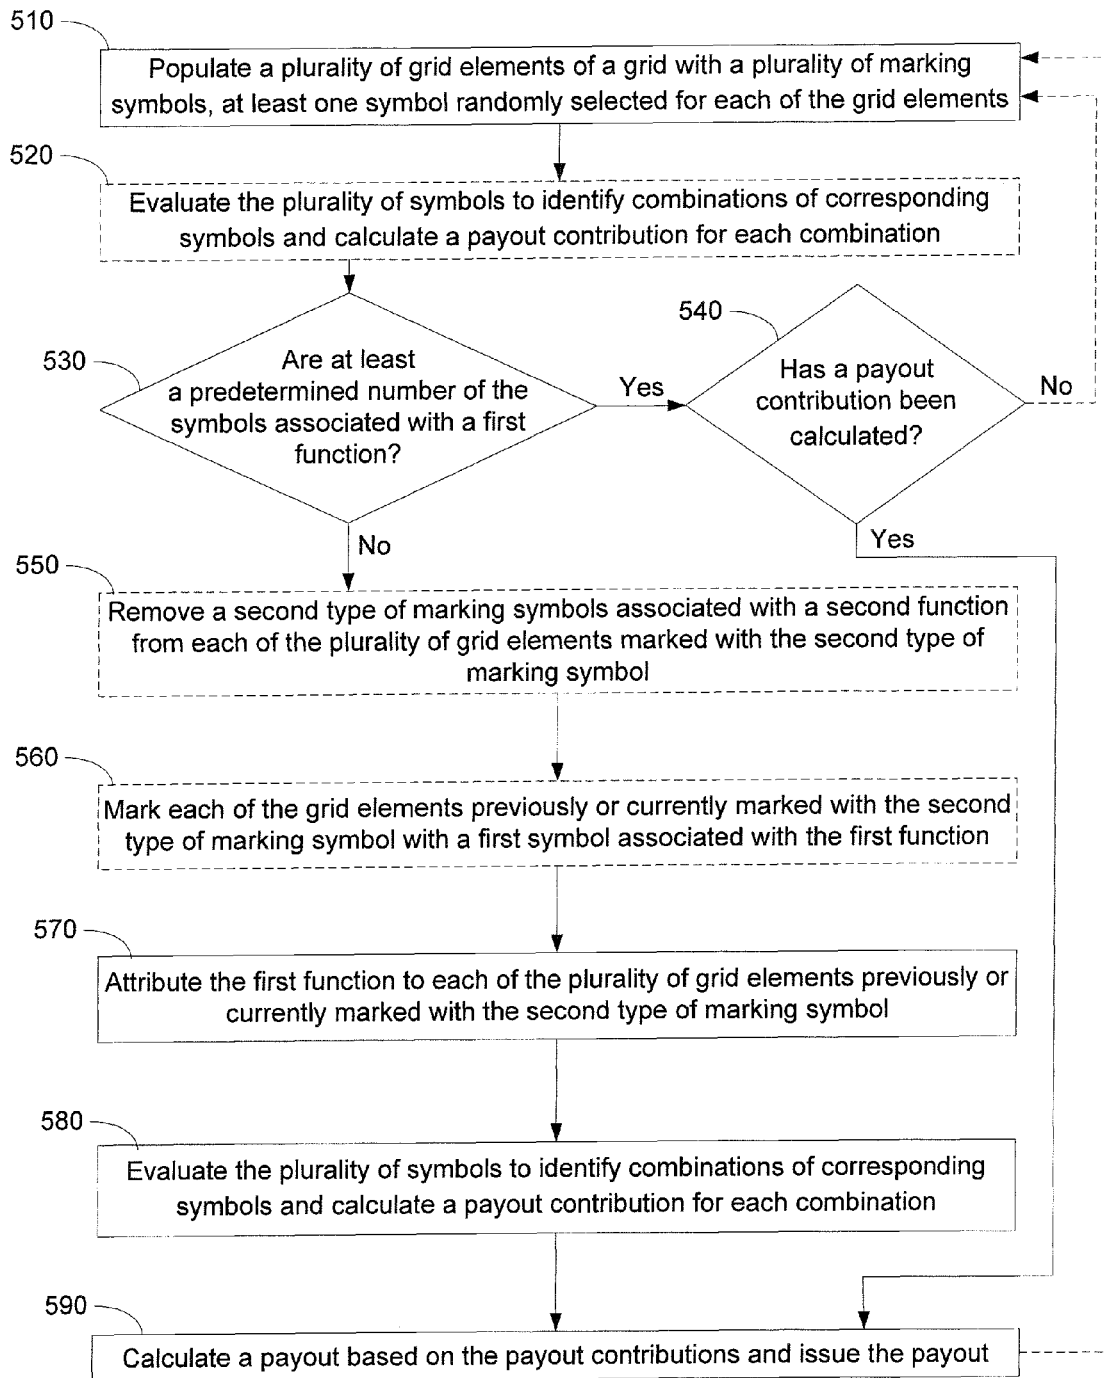 510
Populate a plurality of grid elements of a grid with a plurality of marking
symbols, at least one symbol randomly selected for each of the grid elements
520
Evaluate the plurality of symbols to identify combinations of corresponding
symbols and calculate a payout contribution for each combination
530
Are at least
a predetermined number of the
symbols associated with a first
function?
Yes
540
Has a payout
contribution been
calculated?
No
No
Yes
550
Remove a second type of marking symbols associated with a second function
from each of the plurality of grid elements marked with the second type of
marking symbol
560
Mark each of the grid elements previously or currently marked with the second
type of marking symbol with a first symbol associated with the first function
570
Attribute the first function to each of the plurality of grid elements previously or
currently marked with the second type of marking symbol
580
Evaluate the plurality of symbols to identify combinations of corresponding
symbols and calculate a payout contribution for each combination
590
Calculate a payout based on the payout contributions and issue the payout